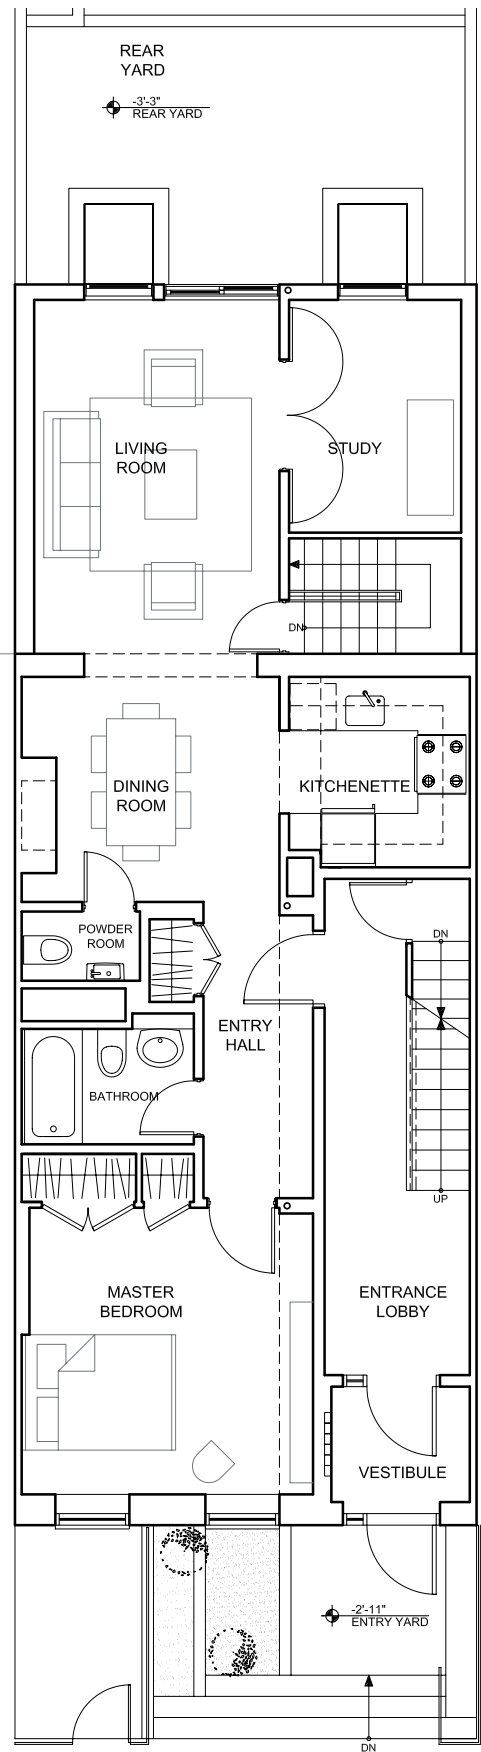 REAR
YARD
-3'-3"
REAR YARD
LIVING
ROOM
STUDY
DN
DINING
ROOM
KITCHENETTE
POWDER
ROOM
DN
ENTRY
HALL
BATHROOM
UP
MASTER
BEDROOM
ENTRANCE
LOBBY
VESTIBULE
-2'-11"
ENTRY YARD
DN